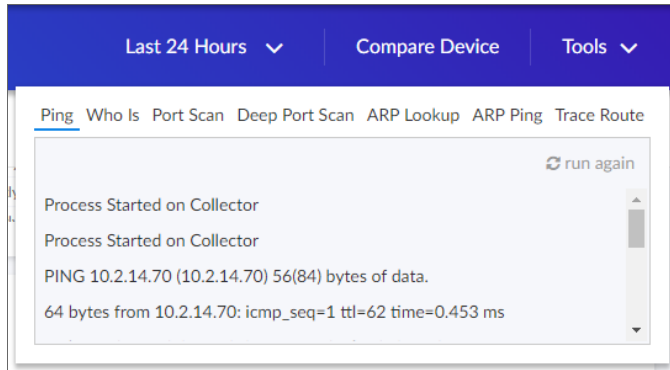 Last 24 Hours Compare Device Tools
Ping Who Is Port Scan Deep Port Scan ARP Lookup ARP Ping Trace Route
run again
Process Started on Collector
Process Started on Collector
PING 10.2.14.70 (10.2.14.70) 56(84) bytes of data.
64 bytes from 10.2.14.70: icmp_seq=1 ttl=62 time=0.453 ms